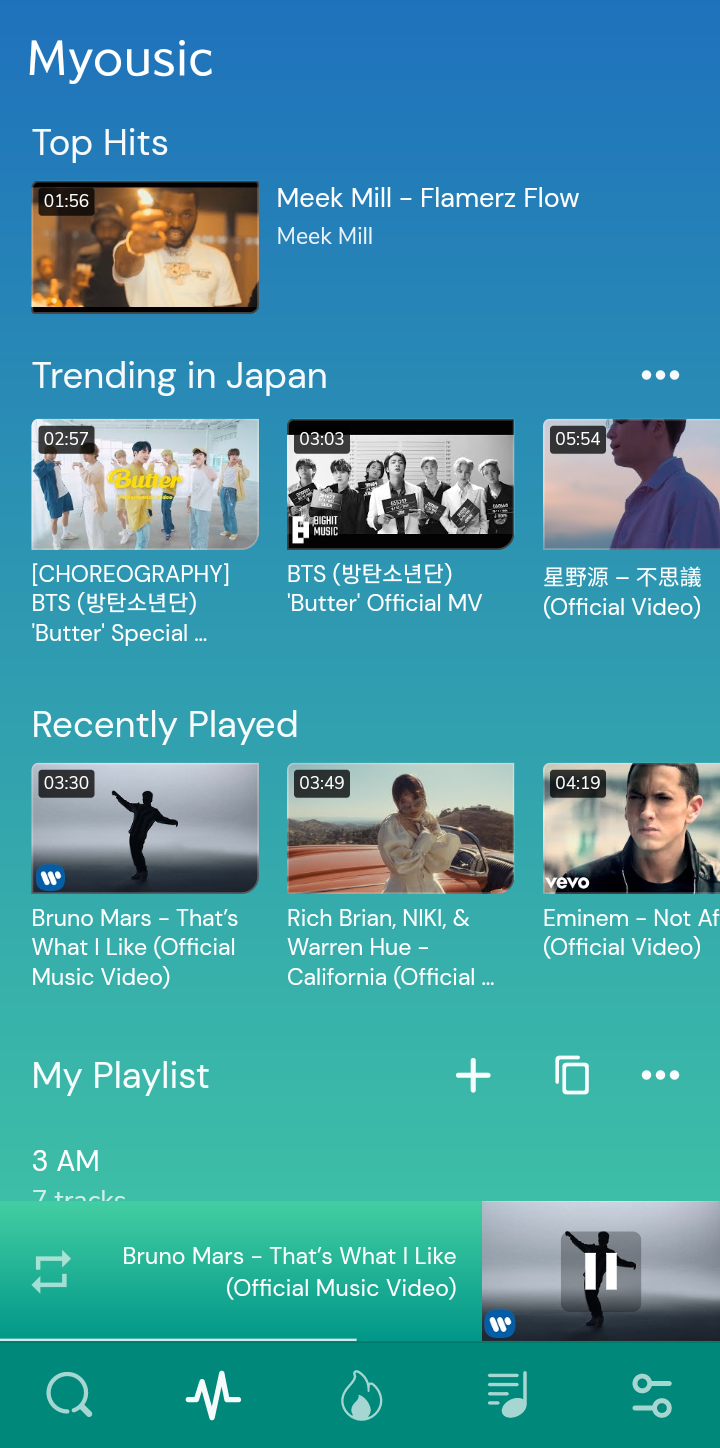 Myousic
Top Hits
01:56
Meek Mill - Flamerz Flow
Meek Mill
Trending in Japan
02:57
Butter
03:03
BIGHIT
MUSIC
05:54
[CHOREOGRAPHY]
BTS (방탄소년단)
'Butter' Special ...
BTS (방탄소년단)
'Butter' Official MV
星野源 – 不思議
(Official Video)
Recently Played
03:30
03:49
04:19
vevo
Bruno Mars - That's
What I Like (Official
Music Video)
Rich Brian, NIKI, &
Warren Hue -
California (Official ...
Eminem - Not Af
(Official Video)
My Playlist
3 AM
7 tracks
Bruno Mars - That's What I Like
(Official Music Video)